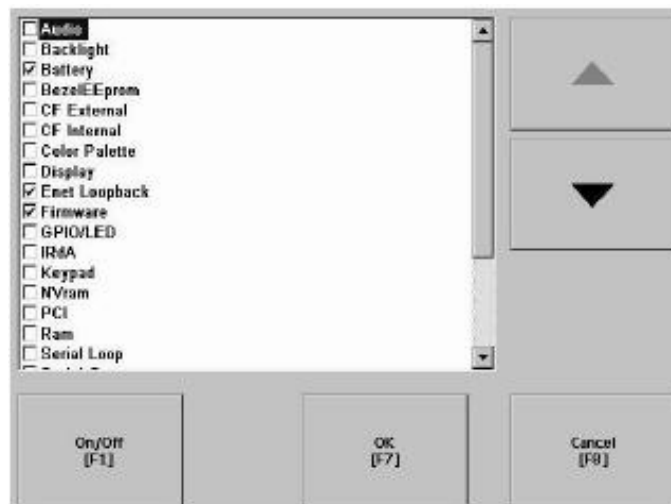 Audio
Backlight
Battery
BezelEEprom
CF External
CF Internal
Color Palette
Display
Enet Loopback
Firmware
GPIO/LED
IRdA
Keypad
NVram
PCI
Ram
Serial Loop
On/Off
[F1]
OK
[F7]
Cancel
[F8]